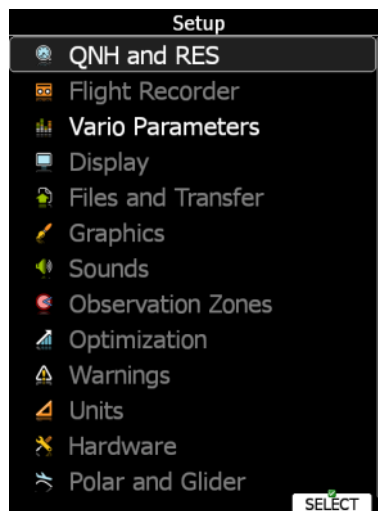 Setup
QNH and RES
Flight Recorder
Vario Parameters
Display
Files and Transfer
Graphics
Sounds
Observation Zones
Optimization
Warnings
Units
Hardware
Polar and Glider
SELECT